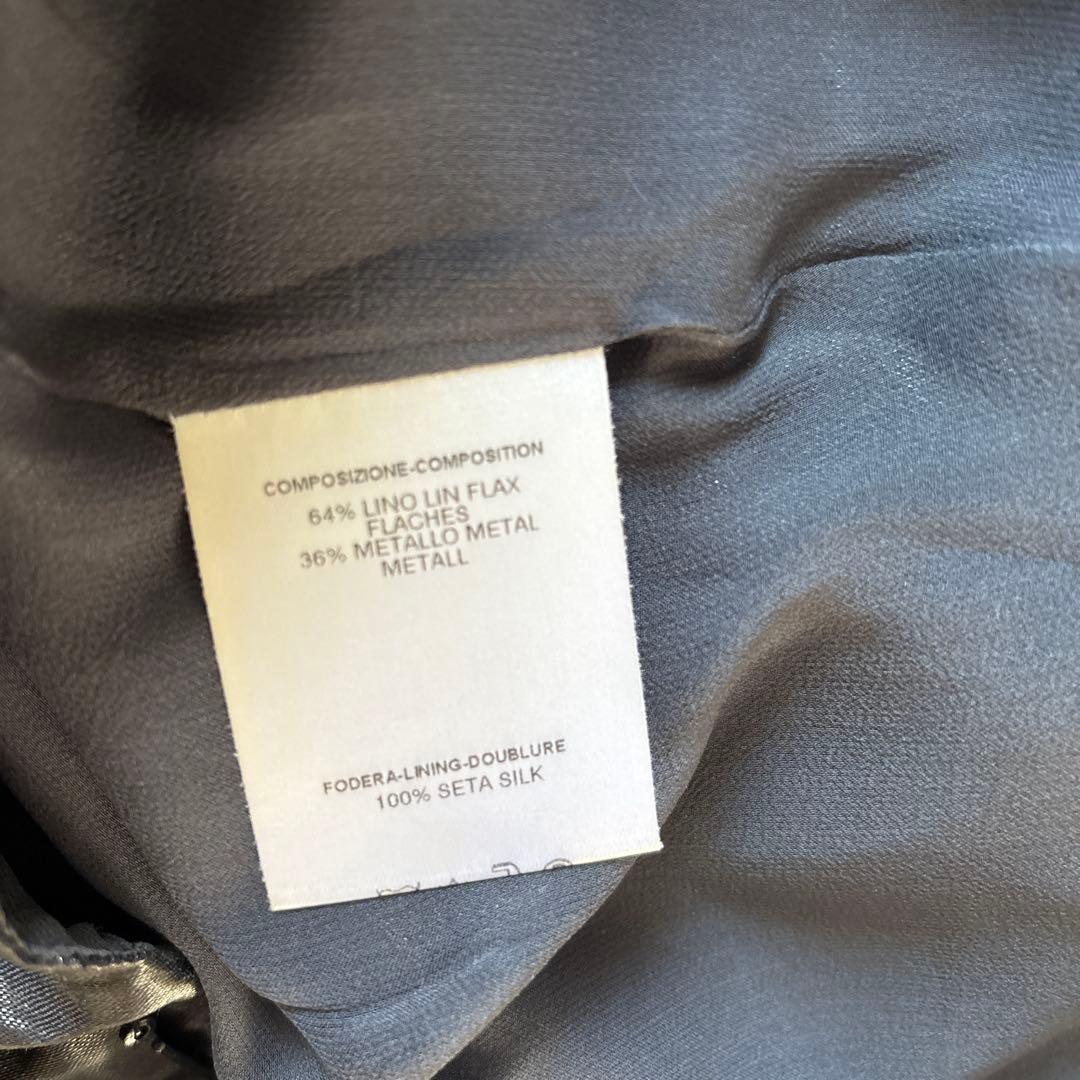 COMPOSIZIONE-COMPOSITION
64% LINO LIN FLAX
FLACHES
36% METALLO METAL
METALL
FODERA-LINING-DOUBLURE
100% SETA SILK